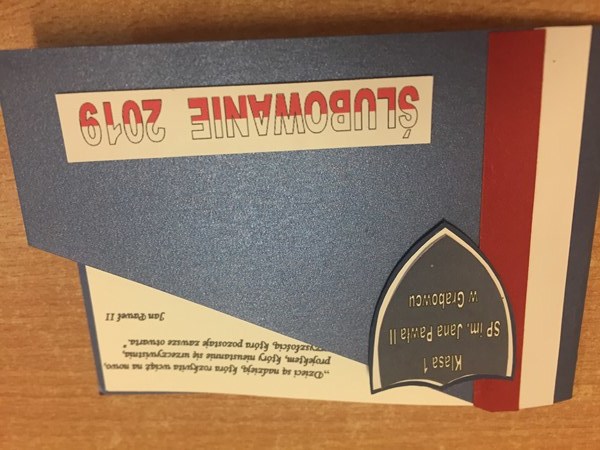 „Dzieci są nadzieją, która rozkwita wciąż na nowo,
projektem, który nieustannie się urzeczywistnia,
zyszłością, która pozostaje zawsze otwarta."
Jan Paweł II
Klasa 1
SP im. Jana Pawła II
w Grabowcu
ŚLUBOWANIE 2019